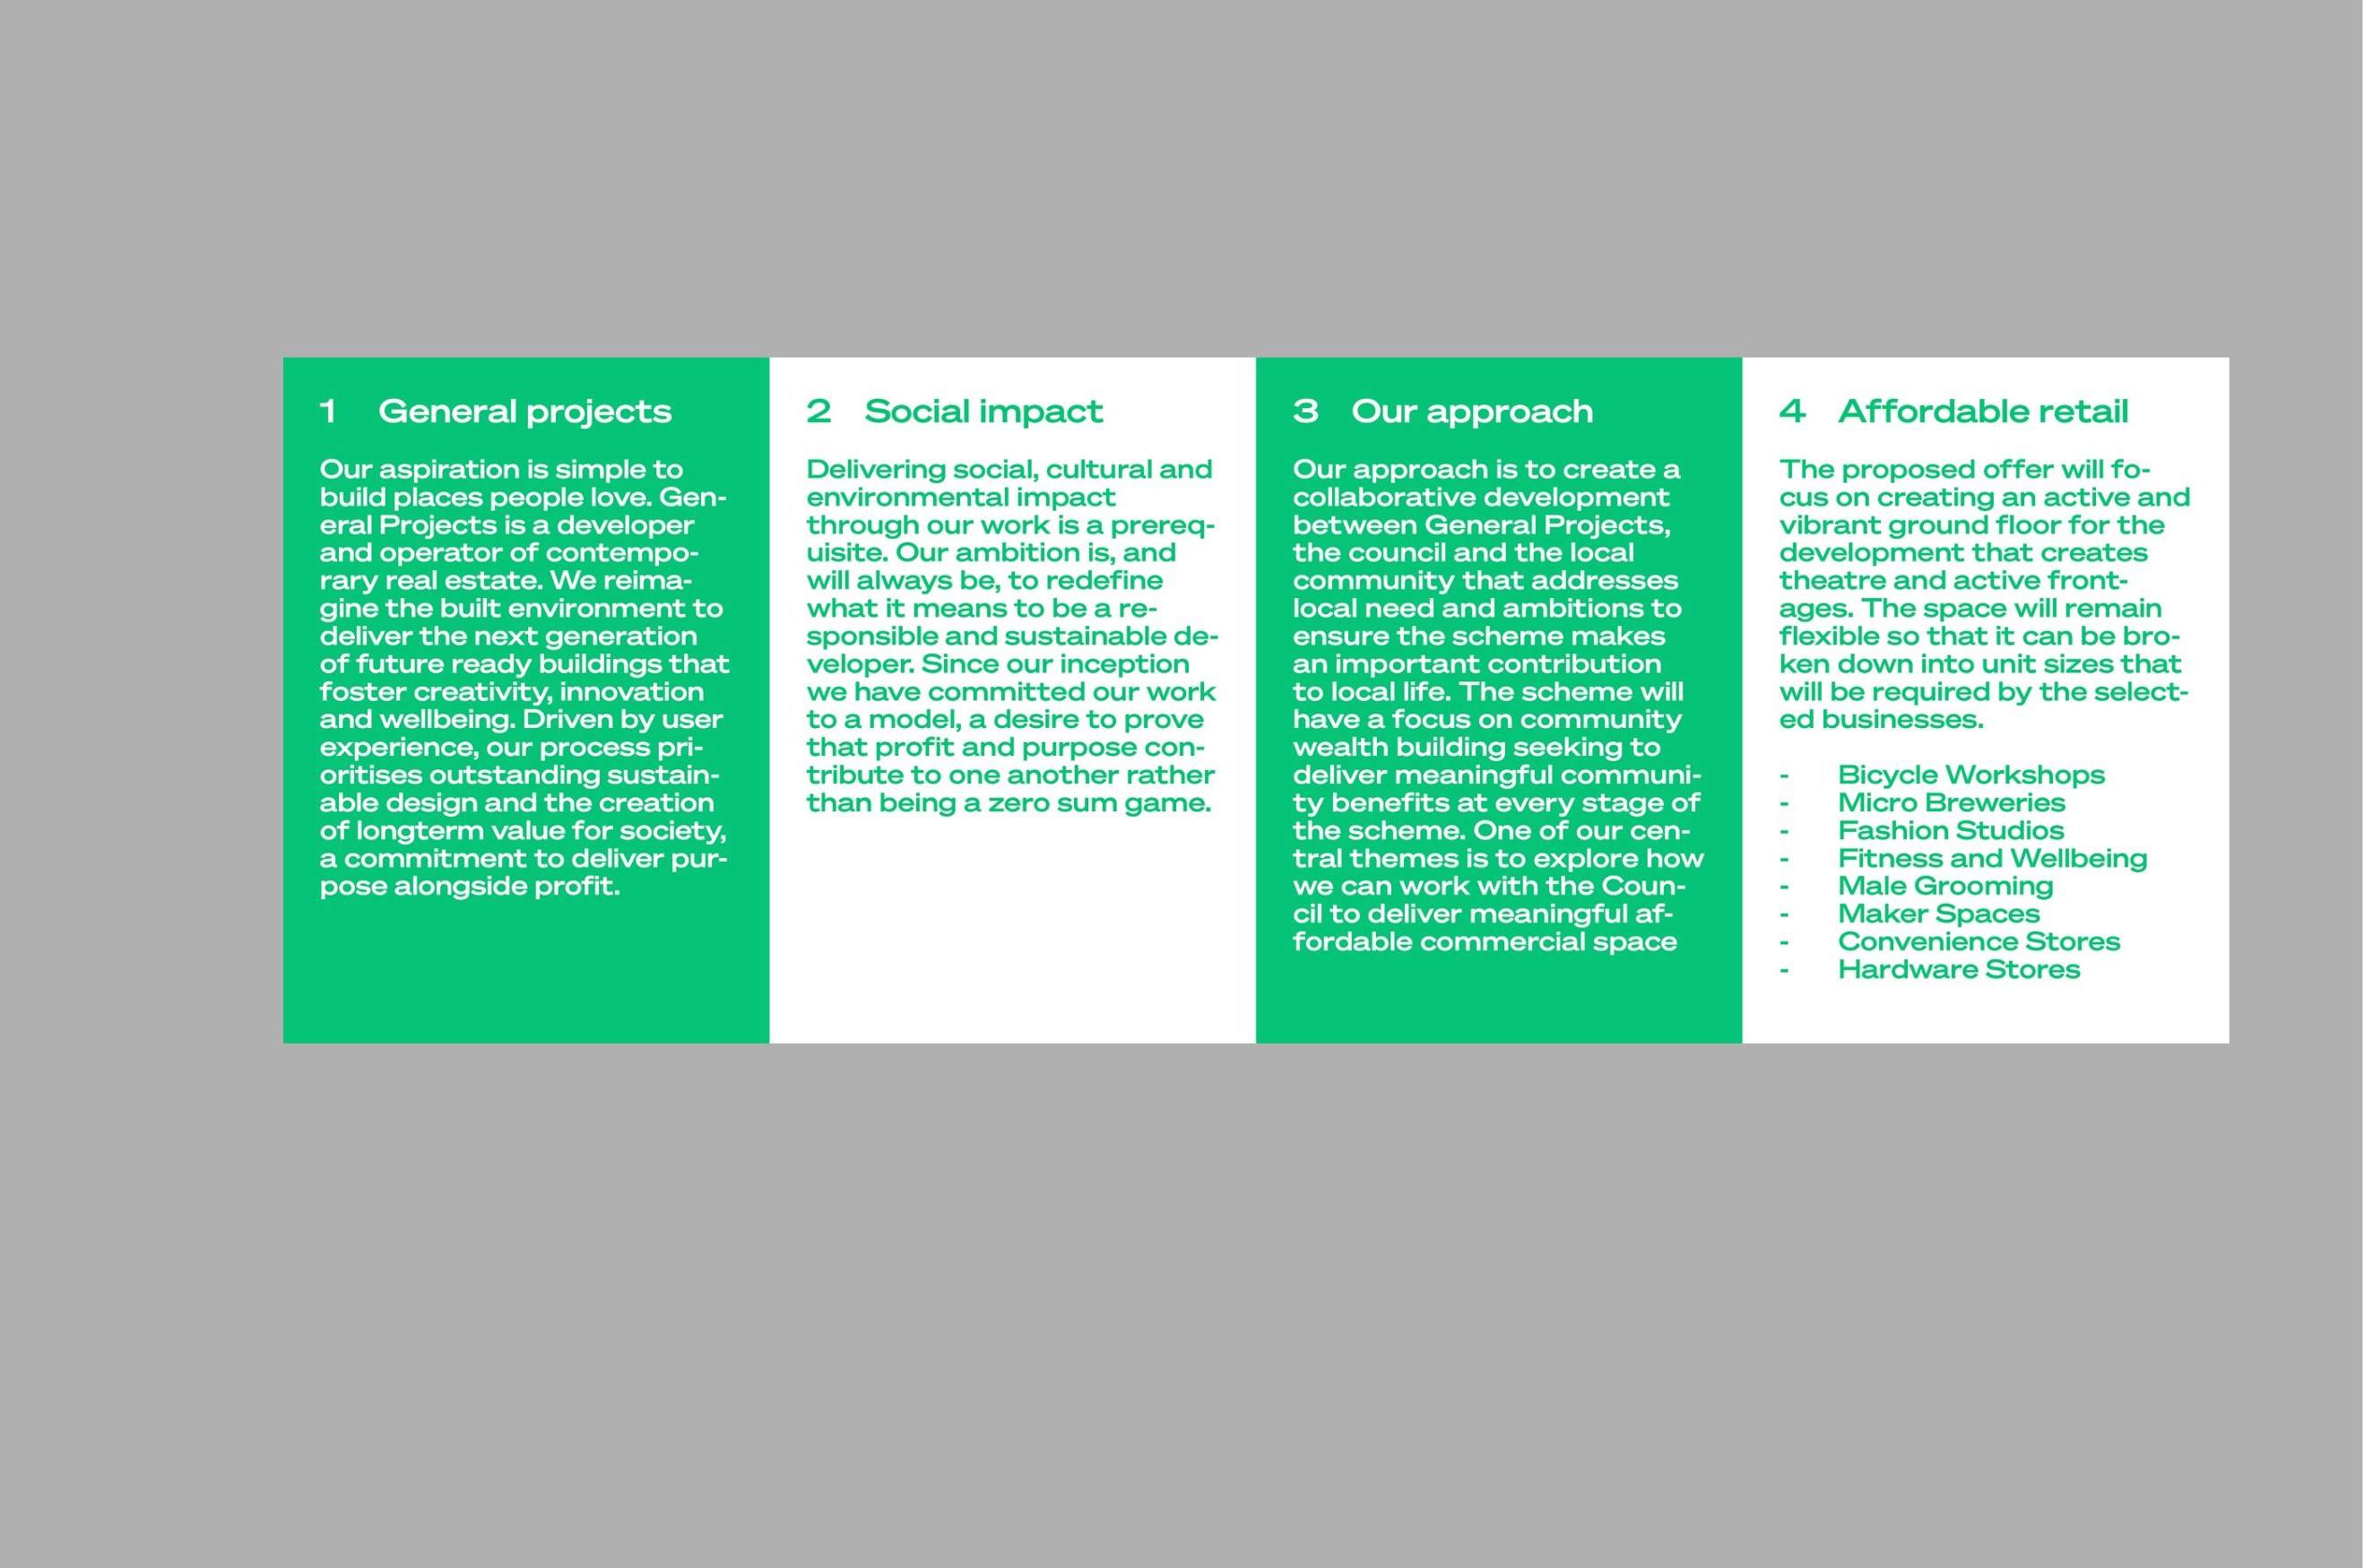 1 General projects
Our aspiration is simple to
build places people love. Gen-
eral Projects is a developer
and operator of contempo-
rary real estate. We reima-
gine the built environment to
deliver the next generation
of future ready buildings that
foster creativity, innovation
and wellbeing. Driven by user
experience, our process pri-
oritises outstanding sustain-
able design and the creation
of longterm value for society,
a commitment to deliver pur-
pose alongside profit.
2 Social impact
Delivering social, cultural and
environmental impact
through our work is a prereq-
uisite. Our ambition is, and
will always be, to redefine
what it means to be a re-
sponsible and sustainable de-
veloper. Since our inception
we have committed our work
to a model, a desire to prove
that profit and purpose con-
tribute to one another rather
than being a zero sum game.
3 Our approach
Our approach is to create a
collaborative development
between General Projects,
the council and the local
community that addresses
local need and ambitions to
ensure the scheme makes
an important contribution
to local life. The scheme will
have a focus on community
wealth building seeking to
deliver meaningful communi-
ty benefits at every stage of
the scheme. One of our cen-
tral themes is to explore how
we can work with the Coun-
cil to deliver meaningful af-
fordable commercial space
4 Affordable retail
The proposed offer will fo-
cus on creating an active and
vibrant ground floor for the
development that creates
theatre and active front-
ages. The space will remain
flexible so that it can be bro-
ken down into unit sizes that
will be required by the select-
ed businesses.
- Bicycle Workshops
- Micro Breweries
- Fashion Studios
- Fitness and Wellbeing
- Male Grooming
- Maker Spaces
- Convenience Stores
- Hardware Stores